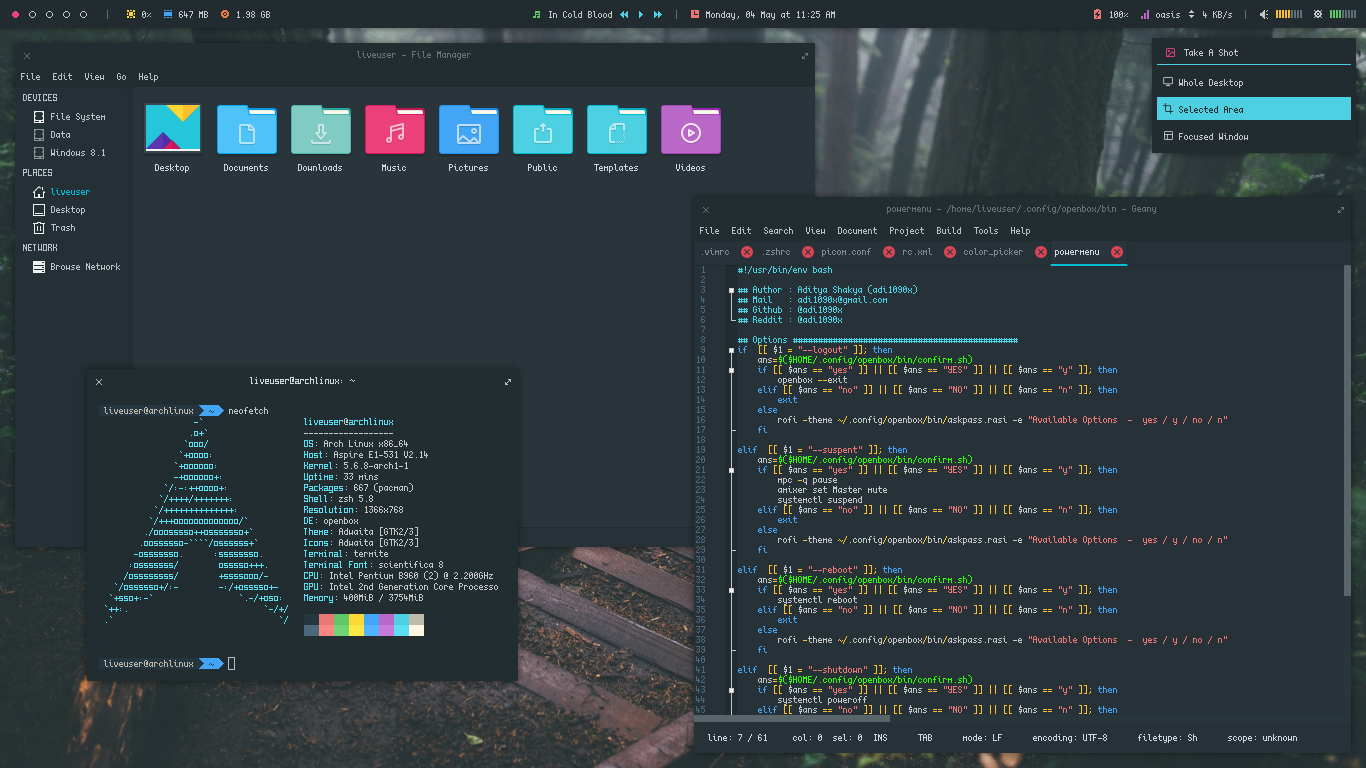 0% 647 MB 1.98 GB In Cold Blood Monday, 04 May at 11:25 AM 100% oasis 4 KB/s
liveuser - File Manager
File Edit View Go Help
DEVICES
File System
Data
Windows 8.1
PLACES
liveuser
Desktop
Trash
NETWORK
Browse Network
Desktop Documents Downloads Music Pictures Public Templates Videos
Take A Shot
Whole Desktop
Selected Area
Focused Window
liveuser@archlinux: ~
liveuser@archlinux ~ neofetch
liveuser@archlinux
------------------
OS: Arch Linux x86_64
Host: Aspire E1-531 V2.14
Kernel: 5.6.8-arch1-1
Uptime: 33 mins
Packages: 667 (pacman)
Shell: zsh 5.8
Resolution: 1366x768
DE: openbox
Theme: Adwaita [GTK2/3]
Icons: Adwaita [GTK2/3]
Terminal: termite
Terminal Font: scientifica 8
CPU: Intel Pentium B960 (2) @ 2.200GHz
GPU: Intel 2nd Generation Core Processo
Memory: 400MiB / 3754MiB
liveuser@archlinux ~
powermenu - /home/liveuser/.config/openbox/bin - Geany
File Edit Search View Document Project Build Tools Help
.vimrc .zshrc picom.conf rc.xml color_picker powermenu
1 #!/usr/bin/env bash
2
3 ## Author : Aditya Shakya (adi1090x)
4 ## Mail : adi1090x@gmail.com
5 ## Github : @adi1090x
6 ## Reddit : @adi1090x
7
8 ## Options #############################################
9 if [[ $1 = "--logout" ]]; then
10 ans=$($HOME/.config/openbox/bin/confirm.sh)
11 if [[ $ans == "yes" ]] || [[ $ans == "YES" ]] || [[ $ans == "y" ]]; then
12 openbox --exit
13 elif [[ $ans == "no" ]] || [[ $ans == "NO" ]] || [[ $ans == "n" ]]; then
14 exit
15 else
16 rofi -theme ~/.config/openbox/bin/askpass.rasi -e "Available Options - yes / y / no / n"
17 fi
18
19 elif [[ $1 = "--suspent" ]]; then
20 ans=$($HOME/.config/openbox/bin/confirm.sh)
21 if [[ $ans == "yes" ]] || [[ $ans == "YES" ]] || [[ $ans == "y" ]]; then
22 mpc -q pause
23 amixer set Master mute
24 systemctl suspend
25 elif [[ $ans == "no" ]] || [[ $ans == "NO" ]] || [[ $ans == "n" ]]; then
26 exit
27 else
28 rofi -theme ~/.config/openbox/bin/askpass.rasi -e "Available Options - yes / y / no / n"
29 fi
30
31 elif [[ $1 = "--reboot" ]]; then
32 ans=$($HOME/.config/openbox/bin/confirm.sh)
33 if [[ $ans == "yes" ]] || [[ $ans == "YES" ]] || [[ $ans == "y" ]]; then
34 systemctl reboot
35 elif [[ $ans == "no" ]] || [[ $ans == "NO" ]] || [[ $ans == "n" ]]; then
36 exit
37 else
38 rofi -theme ~/.config/openbox/bin/askpass.rasi -e "Available Options - yes / y / no / n"
39 fi
40
41 elif [[ $1 = "--shutdown" ]]; then
42 ans=$($HOME/.config/openbox/bin/confirm.sh)
43 if [[ $ans == "yes" ]] || [[ $ans == "YES" ]] || [[ $ans == "y" ]]; then
44 systemctl poweroff
45 elif [[ $ans == "no" ]] || [[ $ans == "NO" ]] || [[ $ans == "n" ]]; then
line: 7 / 61 col: 0 sel: 0 INS TAB mode: LF encoding: UTF-8 filetype: Sh scope: unknown